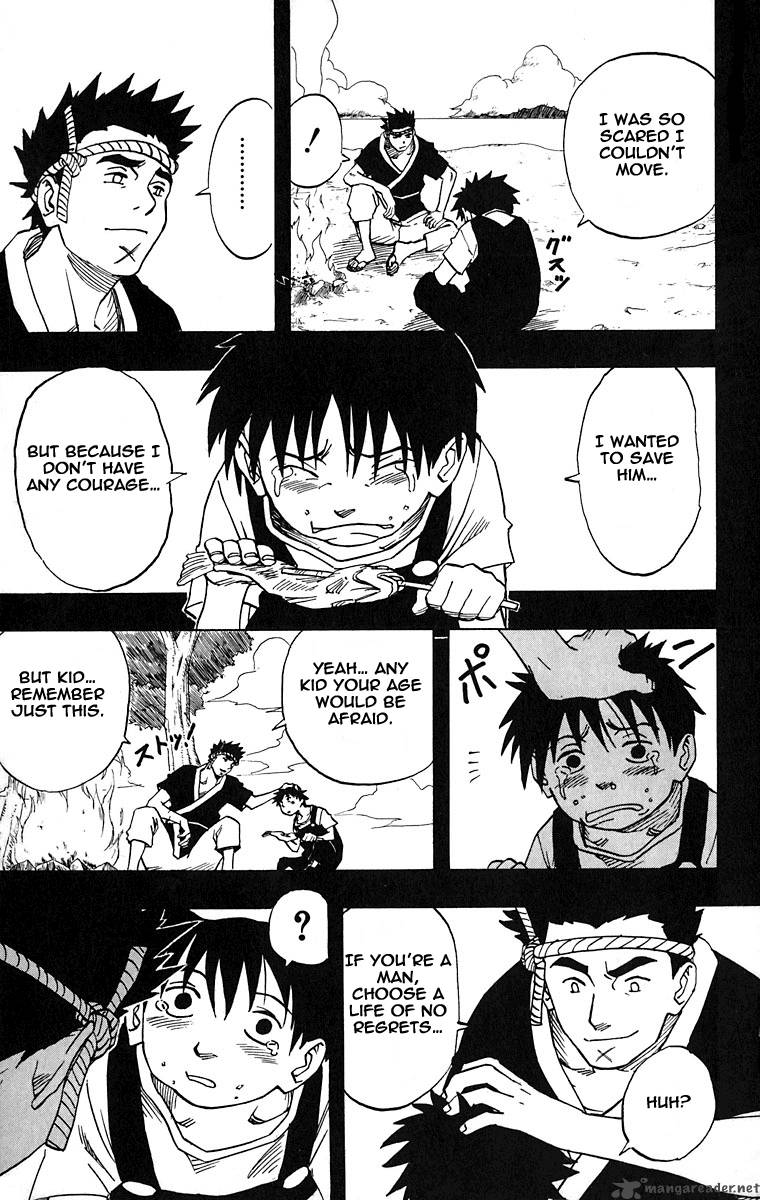 I WAS SO
SCARED I
COULDN'T
MOVE.
!
グスッ
.........
I WANTED
TO SAVE
HIM...
BUT BECAUSE I
DON'T HAVE
ANY COURAGE...
ポン
YEAH... ANY
KID YOUR AGE
WOULD BE
AFRAID.
BUT KID...
REMEMBER
JUST THIS.
ストッ!
IF YOU'RE A
MAN,
CHOOSE A
LIFE OF NO
REGRETS...
HUH?
?
mangareader.net